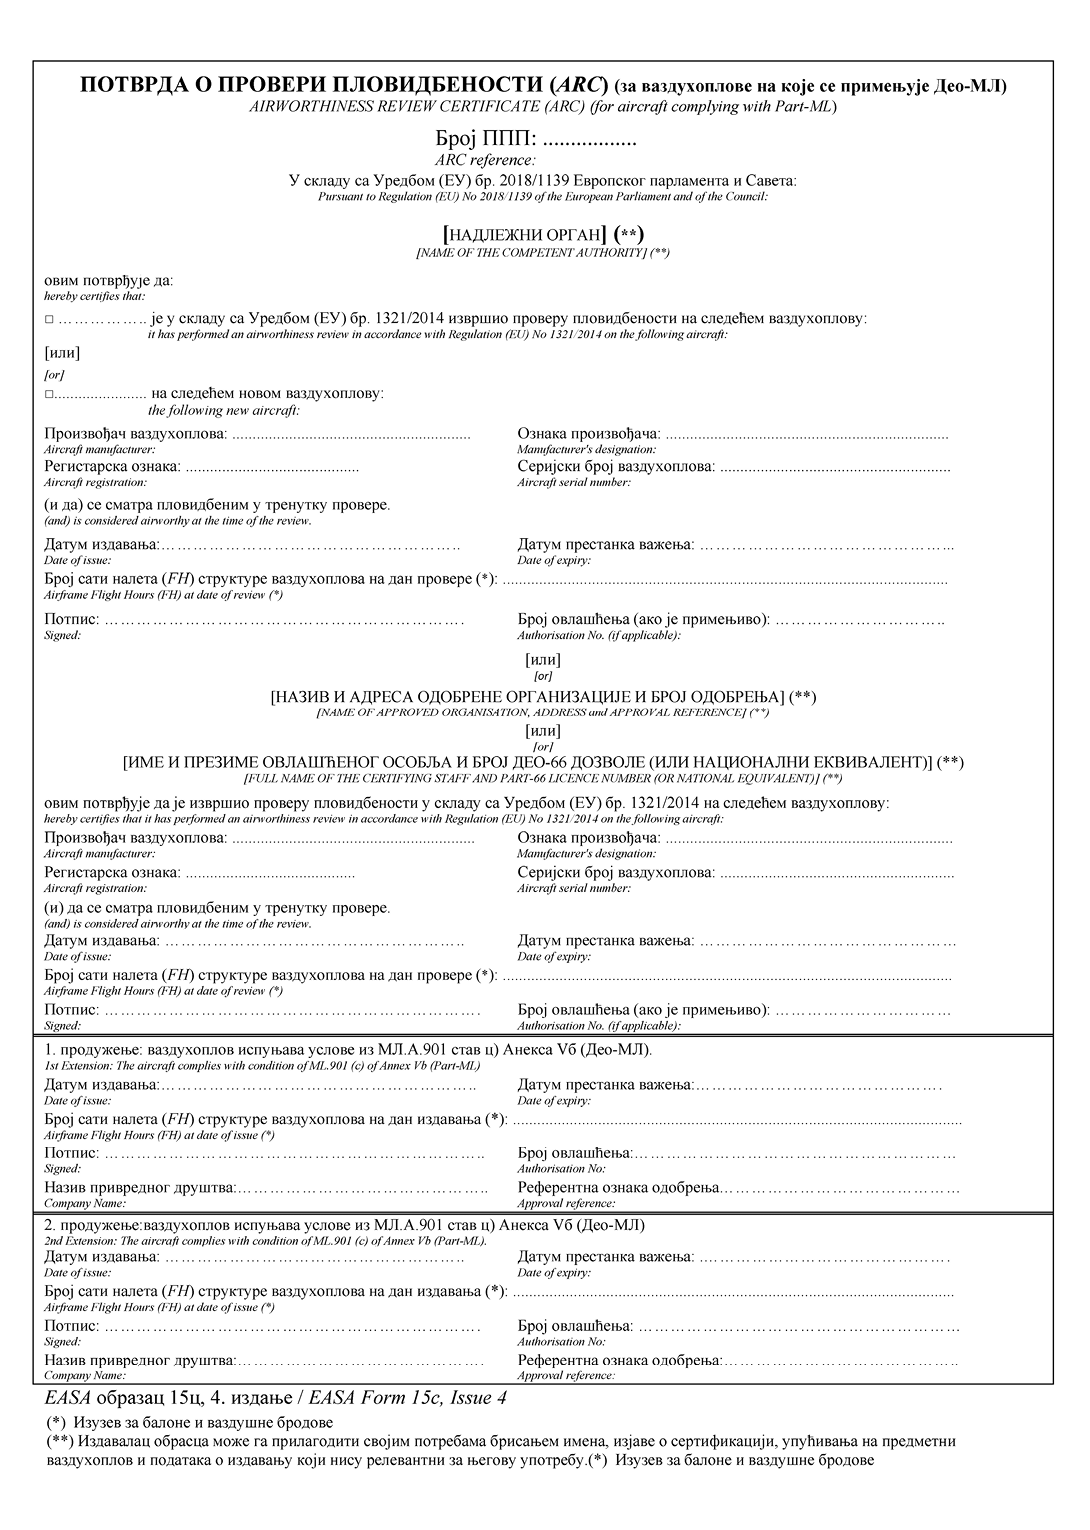 ПОТВРДА О ПРОВЕРИ ПЛОВИДБЕНОСТИ (ARC) (за ваздухоплове на које се примењује Део-МЛ)
AIRWORTHINESS REVIEW CERTIFICATE (ARC) (for aircraft complying with Part-ML)
Број ППП: .................
ARC reference:
У складу са Уредбом (ЕУ) бр. 2018/1139 Европског парламента и Савета:
Pursuant to Regulation (EU) No 2018/1139 of the European Parliament and of the Council:
[НАДЛЕЖНИ ОРГАН] (**)
[NAME OF THE COMPETENT AUTHORITY] (**)
овим потврђује да:
hereby certifies that:
□ …………….. је у складу са Уредбом (ЕУ) бр. 1321/2014 извршио проверу пловидбености на следећем ваздухоплову:
it has performed an airworthiness review in accordance with Regulation (EU) No 1321/2014 on the following aircraft:
[или]
[or]
□....................... на следећем новом ваздухоплову:
the following new aircraft:
Произвођач ваздухоплова: ........................................................... Ознака произвођача: ......................................................................
Aircraft manufacturer: Manufacturer's designation:
Регистарска ознака: ........................................... Серијски број ваздухоплова: .........................................................
Aircraft registration: Aircraft serial number:
(и да) се сматра пловидбеним у тренутку провере.
(and) is considered airworthy at the time of the review.
Датум издавања:……………………………………………….. Датум престанка важења: ………………………………………...
Date of issue: Date of expiry:
Број сати налета (FH) структуре ваздухоплова на дан провере (*): ..............................................................................................................
Airframe Flight Hours (FH) at date of review (*)
Потпис: …………………………………………………………. Број овлашћења (ако је примењиво): …………………………..
Signed: Authorisation No. (if applicable):
[или]
[or]
[НАЗИВ И АДРЕСА ОДОБРЕНЕ ОРГАНИЗАЦИЈЕ И БРОЈ ОДОБРЕЊА] (**)
[NAME OF APPROVED ORGANISATION, ADDRESS and APPROVAL REFERENCE] (**)
[или]
[or]
[ИМЕ И ПРЕЗИМЕ ОВЛАШЋЕНОГ ОСОБЉА И БРОЈ ДЕО-66 ДОЗВОЛЕ (ИЛИ НАЦИОНАЛНИ ЕКВИВАЛЕНТ)] (**)
[FULL NAME OF THE CERTIFYING STAFF AND PART-66 LICENCE NUMBER (OR NATIONAL EQUIVALENT)] (**)
овим потврђује да је извршио проверу пловидбености у складу са Уредбом (ЕУ) бр. 1321/2014 на следећем ваздухоплову:
hereby certifies that it has performed an airworthiness review in accordance with Regulation (EU) No 1321/2014 on the following aircraft:
Произвођач ваздухоплова: ............................................................ Ознака произвођача: .......................................................................
Aircraft manufacturer: Manufacturer's designation:
Регистарска ознака: .......................................... Серијски број ваздухоплова: ..........................................................
Aircraft registration: Aircraft serial number:
(и) да се сматра пловидбеним у тренутку провере.
(and) is considered airworthy at the time of the review.
Датум издавања: ……………………………………………….. Датум престанка важења: …………………………………………
Date of issue: Date of expiry:
Број сати налета (FH) структуре ваздухоплова на дан провере (*): ...............................................................................................................
Airframe Flight Hours (FH) at date of review (*)
Потпис: ……………………………………………………………. Број овлашћења (ако је примењиво): ……………………………
Signed: Authorisation No. (if applicable):
1. продужење: ваздухоплов испуњава услове из МЛ.А.901 став ц) Анекса Vб (Део-МЛ).
1st Extension: The aircraft complies with condition of ML.901 (c) of Annex Vb (Part-ML)
Датум издавања:………………………………………………….. Датум престанка важења:……………………………………….
Date of issue: Date of expiry:
Број сати налета (FH) структуре ваздухоплова на дан издавања (*): ...............................................................................................................
Airframe Flight Hours (FH) at date of issue (*)
Потпис: …………………………………………………………….. Број овлашћења:……………………………………………………
Signed: Authorisation No:
Назив привредног друштва:……………………………………….. Референтна ознака одобрења………………………………………
Company Name: Approval reference:
2. продужење:ваздухоплов испуњава услове из МЛ.А.901 став ц) Анекса Vб (Део-МЛ)
2nd Extension: The aircraft complies with condition of ML.901 (c) of Annex Vb (Part-ML).
Датум издавања: ……………………………………………….. Датум престанка важења: ……………………………………….
Date of issue: Date of expiry:
Број сати налета (FH) структуре ваздухоплова на дан издавања (*): .............................................................................................................
Airframe Flight Hours (FH) at date of issue (*)
Потпис: ……………………………………………………………. Број овлашћења: ……………………………………………………
Signed: Authorisation No:
Назив привредног друштва:………………………………………. Референтна ознака одобрења:……………………………………..
Company Name: Approval reference:
EASA образац 15ц, 4. издање / EASA Form 15c, Issue 4
(*) Изузев за балоне и ваздушне бродове
(**) Издавалац обрасца може га прилагодити својим потребама брисањем имена, изјаве о сертификацији, упућивања на предметни
ваздухоплов и података о издавању који нису релевантни за његову употребу.(*) Изузев за балоне и ваздушне бродове